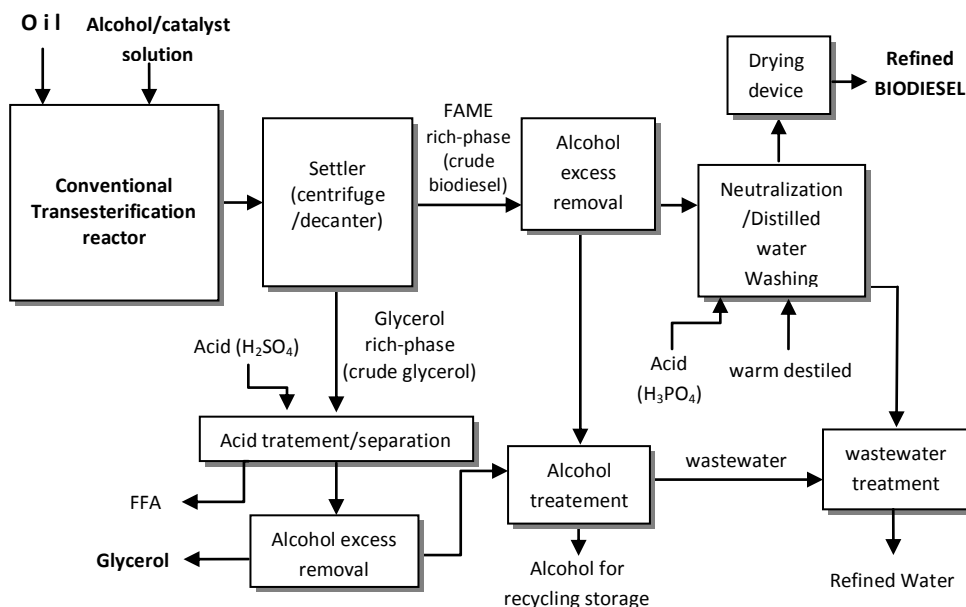 O i l
Alcohol/catalyst
solution
Conventional
Transesterification
reactor
Settler
(centrifuge
/decanter)
FAME
rich-phase
(crude
biodiesel)
Alcohol
excess
removal
Drying
device
Refined
BIODIESEL
Neutralization
/Distilled
water
Washing
Acid (H₂SO₄)
Glycerol
rich-phase
(crude glycerol)
Acid
(H₃PO₄)
warm destiled
Acid tratement/separation
FFA
Alcohol excess
removal
Glycerol
Alcohol
treatement
wastewater
wastewater
treatment
Alcohol for
recycling storage
Refined Water